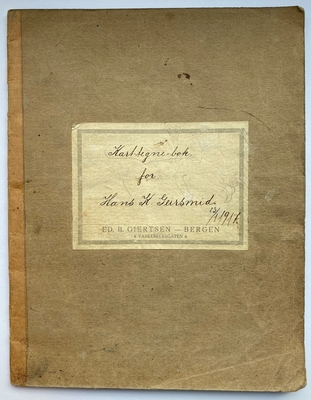 Karttegne-bok
for
Hans K. Gursmid.
ED. B. GIERTSEN — BERGEN